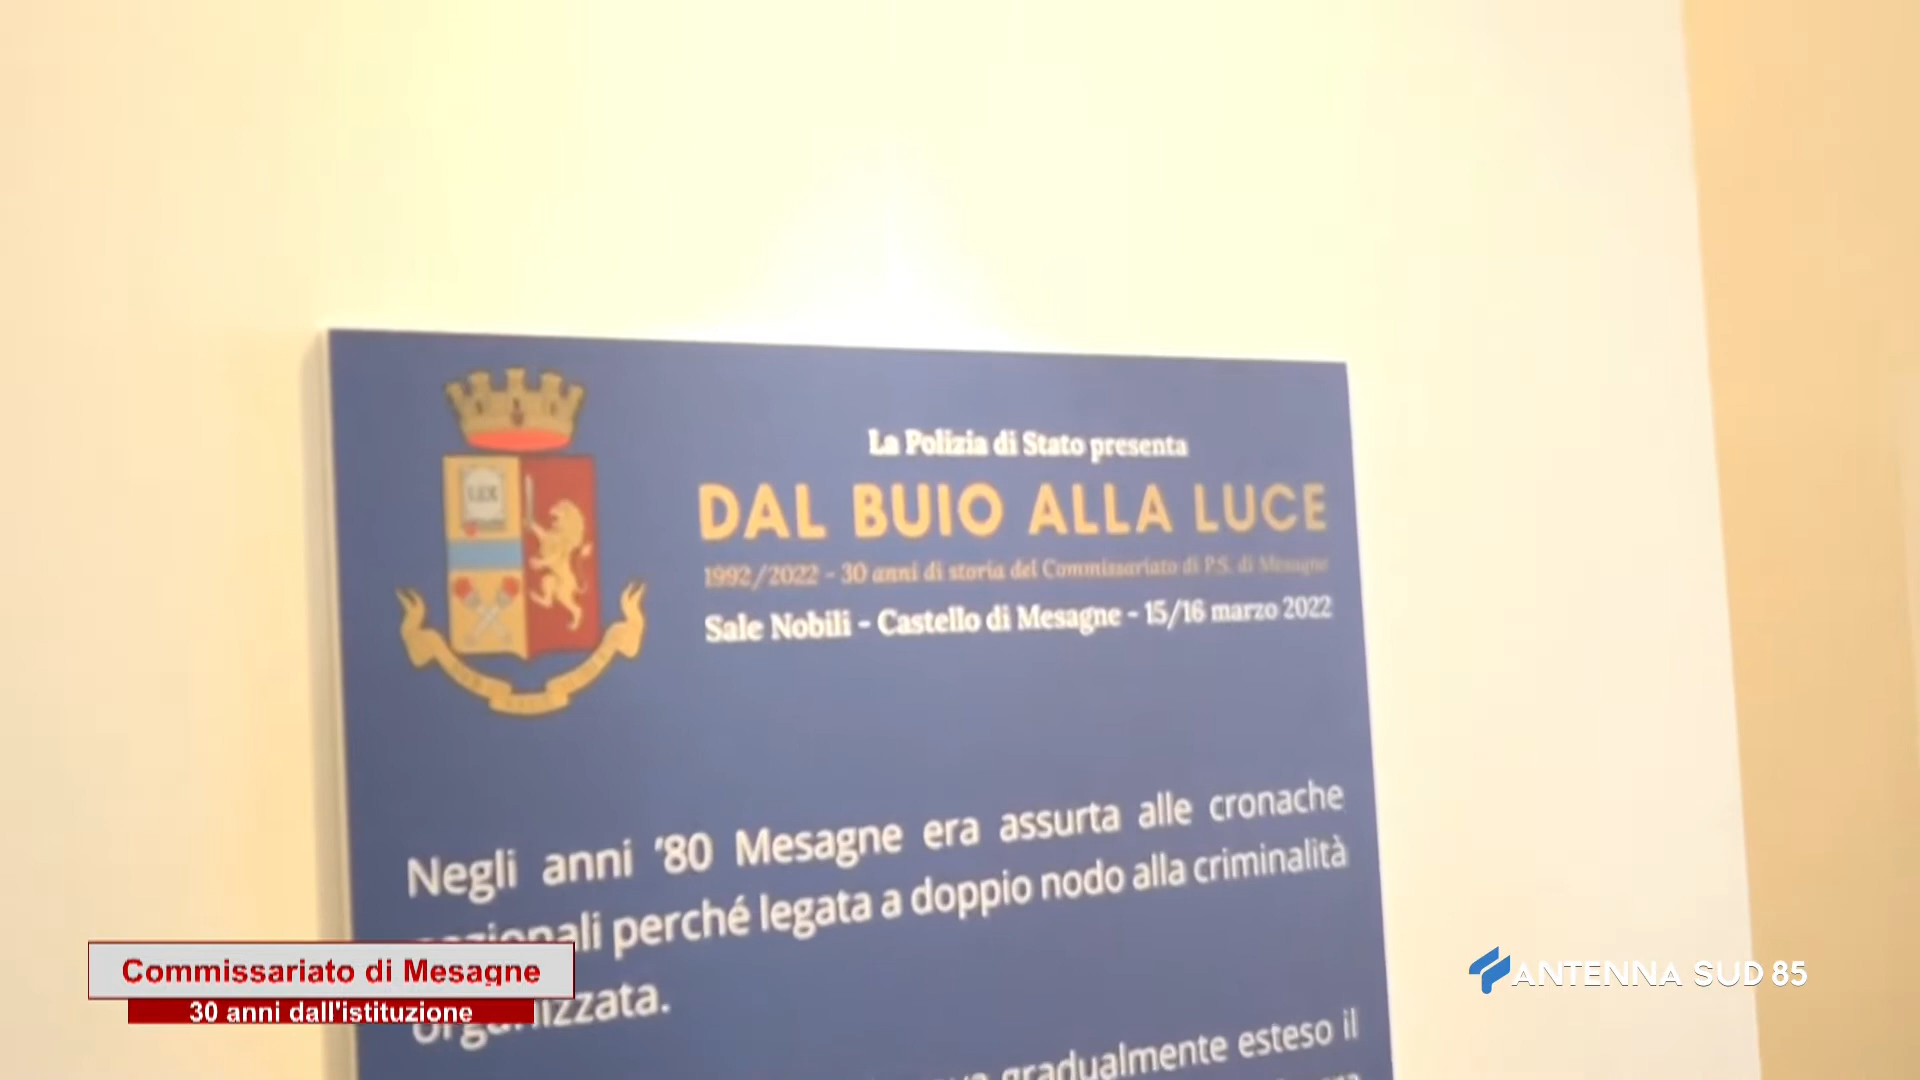 La Polizia di Stato presenta
DAL BUIO ALLA LUCE
1992/2022 - 30 anni di storia del Commissariato di P.S. di Mesagne
Sale Nobili - Castello di Mesagne - 15/16 marzo 2022
LEX
Negli anni '80 Mesagne era assurta alle cronache
perché legata a doppio nodo alla criminalità
gradualmente esteso il
Commissariato di Mesagne
30 anni dall'istituzione
ANTENNA SUD 85